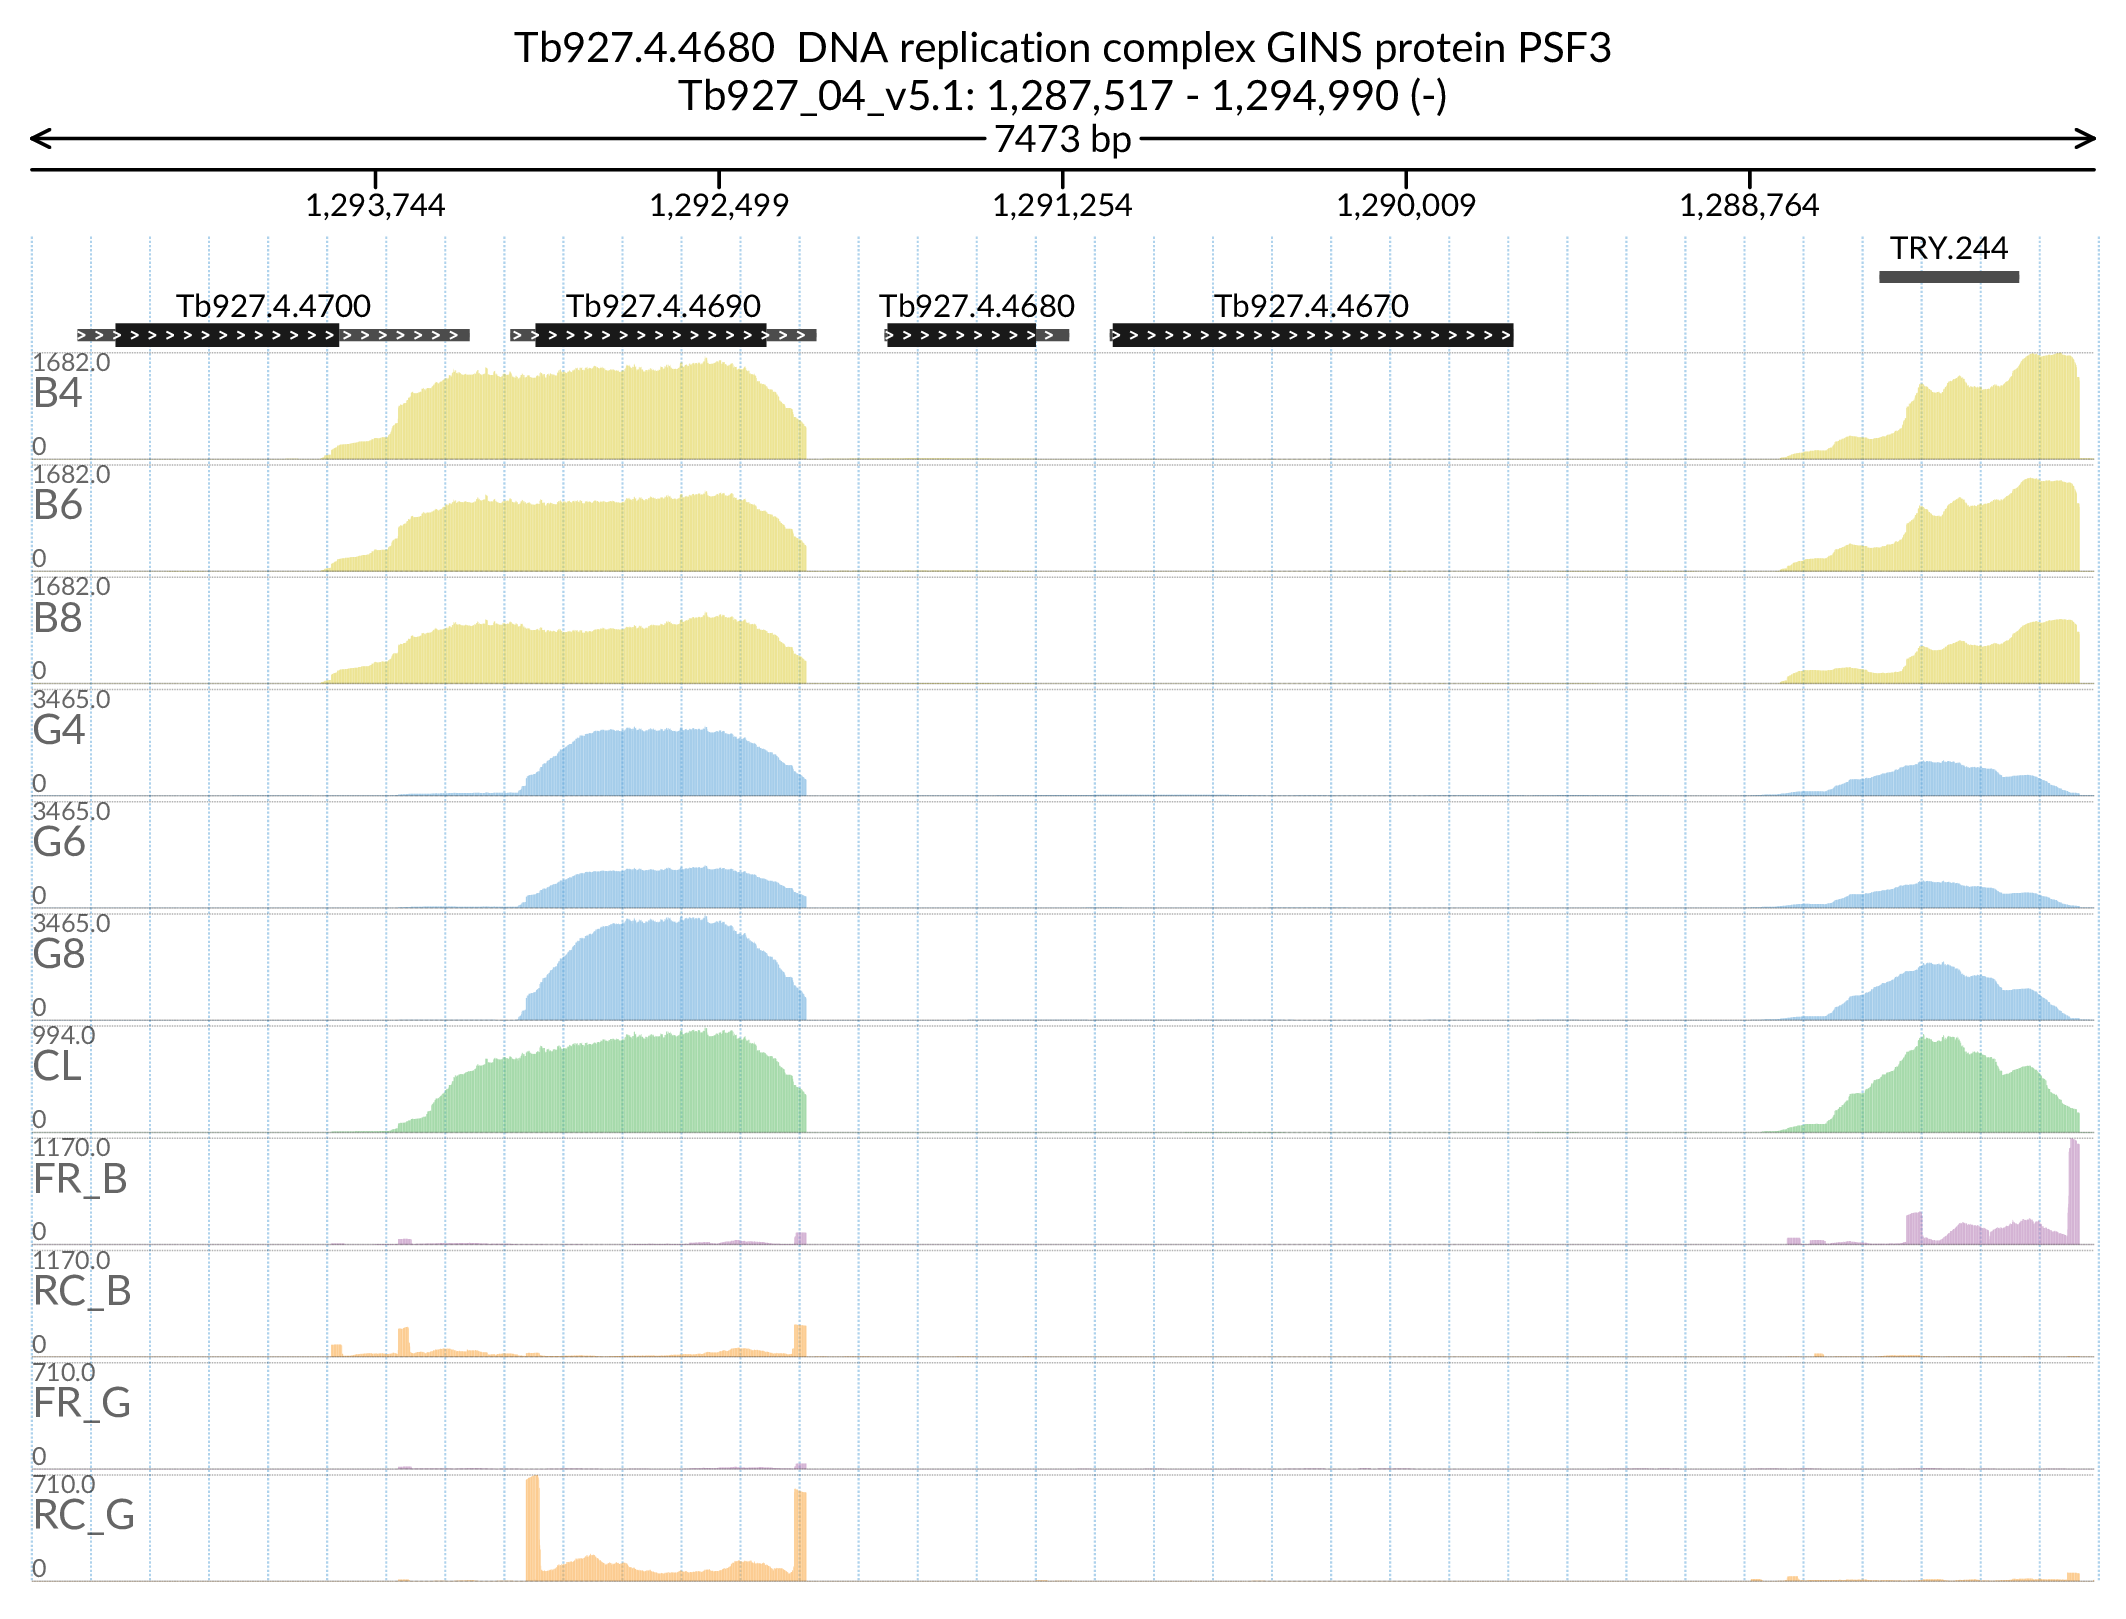 Tb927.4.4680 DNA replication complex GINS protein PSF3
Tb927_04_v5.1: 1,287,517 - 1,294,990 (-)
7473 bp
1,293,744 1,292,499 1,291,254 1,290,009 1,288,764
TRY.244
Tb927.4.4700 Tb927.4.4690 Tb927.4.4680 Tb927.4.4670
1682.0
B4
0
1682.0
B6
0
1682.0
B8
0
3465.0
G4
0
3465.0
G6
0
3465.0
G8
0
994.0
CL
0
1170.0
FR_B
0
1170.0
RC_B
0
710.0
FR_G
0
710.0
RC_G
0